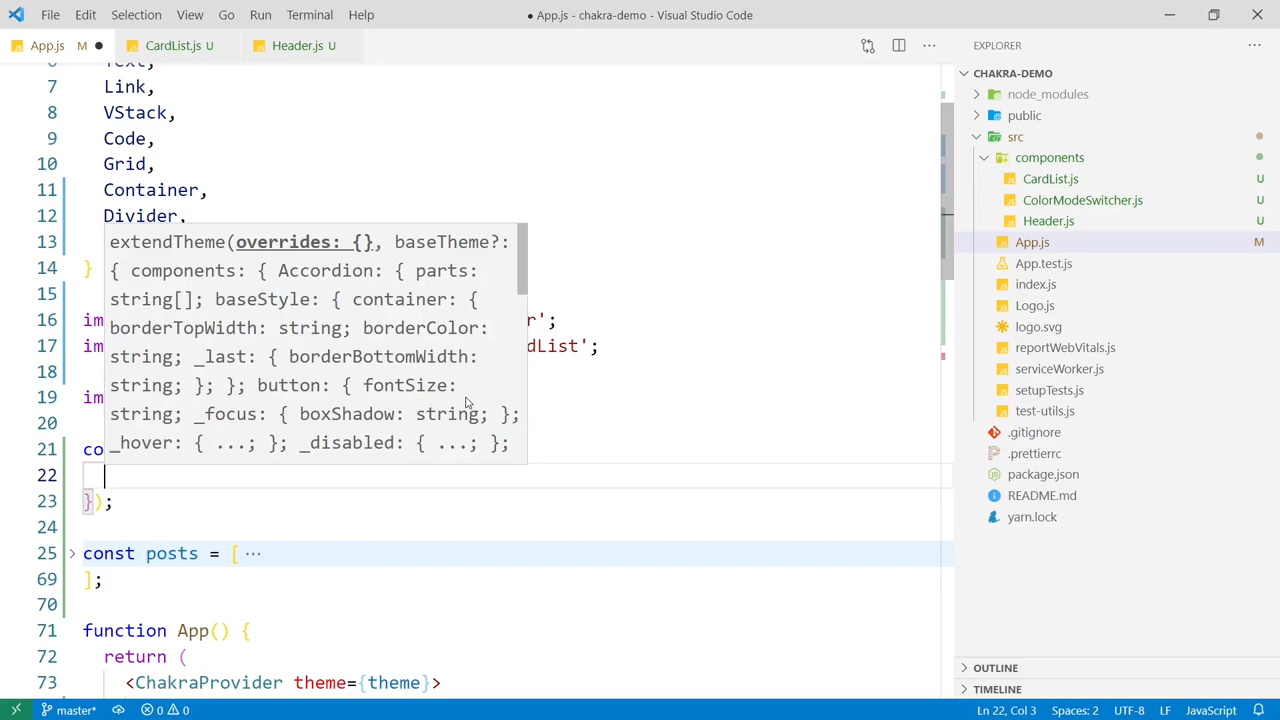 File Edit Selection View Go Run Terminal Help
● App.js - chakra-demo - Visual Studio Code
App.js M ●
CardList.js U
Header.js U
EXPLORER
CHAKRA-DEMO
node_modules
public
src
components
CardList.js U
ColorModeSwitcher.js U
Header.js U
App.js M
App.test.js
index.js
Logo.js
logo.svg
reportWebVitals.js
serviceWorker.js
setupTests.js
test-utils.js
.gitignore
.prettierrc
package.json
README.md
yarn.lock
OUTLINE
TIMELINE
7 Link,
8 VStack,
9 Code,
10 Grid,
11 Container,
12 Divider,
13
14 }
15
16 im r';
17 im rdList';
18
19 im
20
21 co
22
23 });
24
25 const posts = [ ···
69 ];
70
71 function App() {
72 return (
73 <ChakraProvider theme={theme}>
extendTheme(overrides: {}, baseTheme?:
{ components: { Accordion: { parts:
string[]; baseStyle: { container: {
borderTopWidth: string; borderColor:
string; _last: { borderBottomWidth:
string; }; }; button: { fontSize:
string; _focus: { boxShadow: string; };
_hover: { ...; }; _disabled: { ...; };
master* 0 0
Ln 22, Col 3 Spaces: 2 UTF-8 LF JavaScript